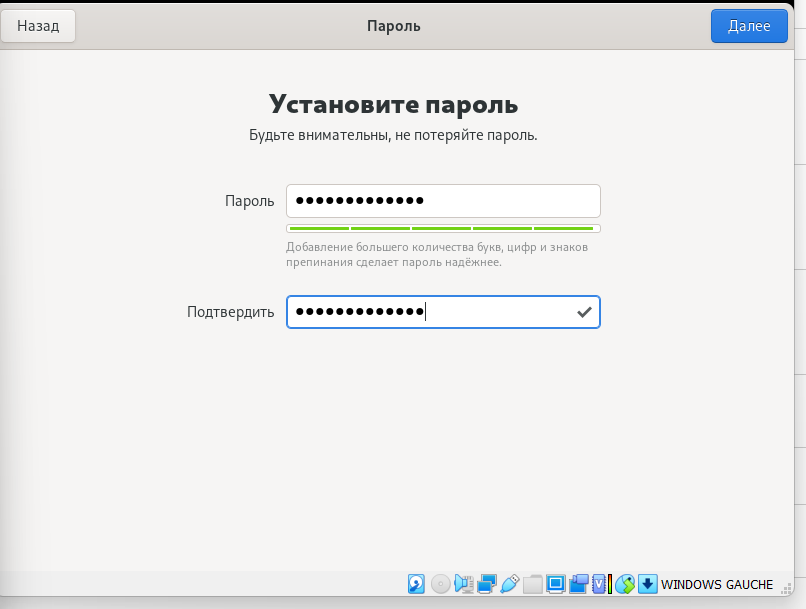 Назад
Пароль
Далее
Установите пароль
Будьте внимательны, не потеряйте пароль.
Пароль
●●●●●●●●●●●●●
Добавление большего количества букв, цифр и знаков
препинания сделает пароль надёжнее.
Подтвердить
●●●●●●●●●●●●●
WINDOWS GAUCHE